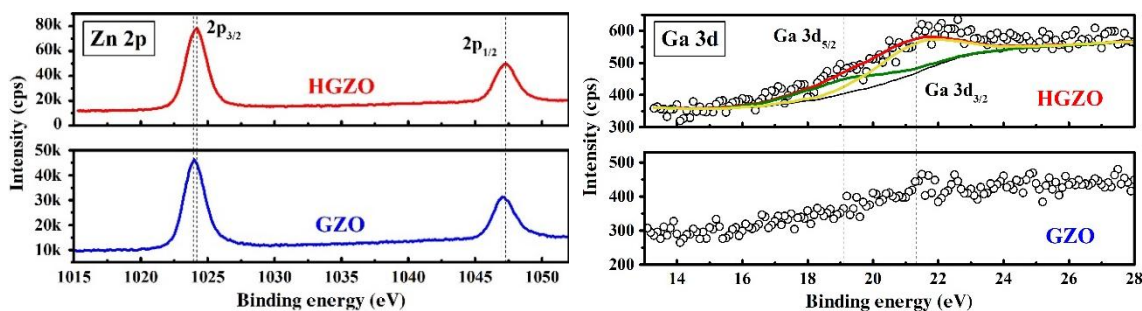 Zn 2p
2p3/2
2p1/2
HGZO
80k
60k
40k
20k
0
Intensity (cps)
50k
40k
30k
20k
10k
GZO
1015 1020 1025 1030 1035 1040 1045 1050
Binding energy (eV)
Ga 3d
Ga 3d5/2
Ga 3d3/2
HGZO
600
500
400
300
Intensity (cps)
500
400
300
200
GZO
14 16 18 20 22 24 26 28
Binding energy (eV)